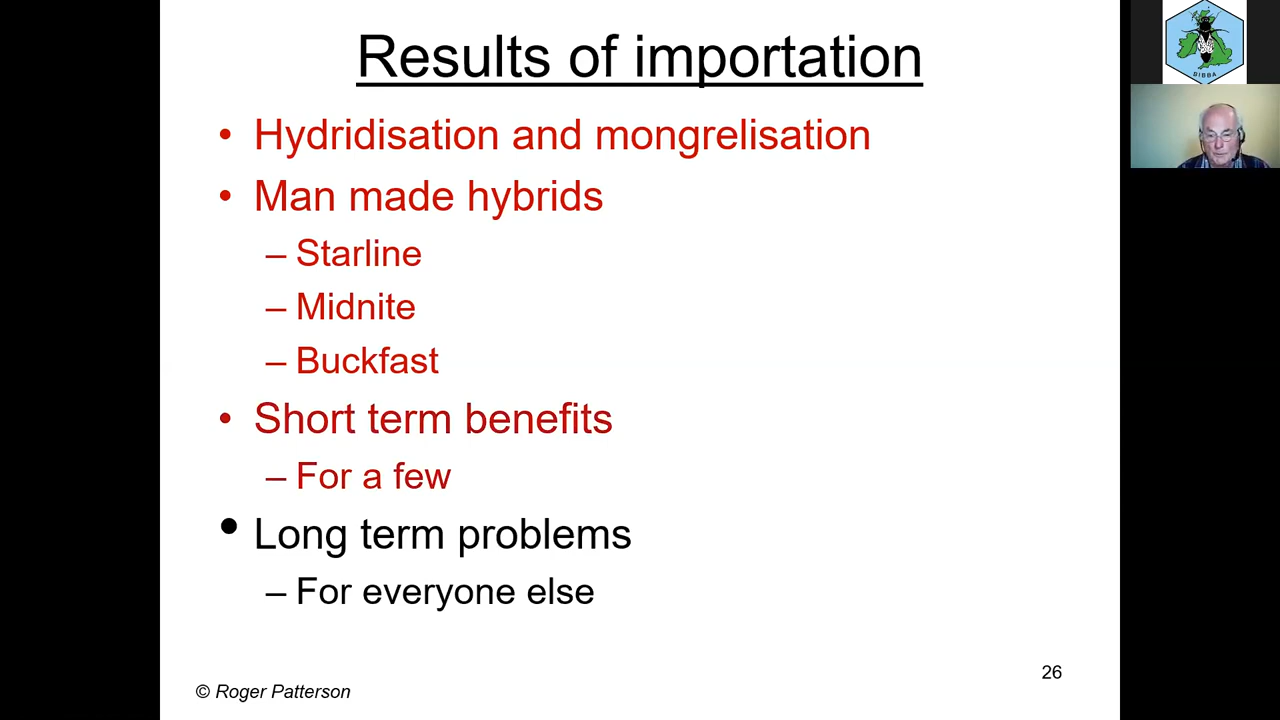 Results of importation
• Hydridisation and mongrelisation
• Man made hybrids
– Starline
– Midnite
– Buckfast
• Short term benefits
– For a few
• Long term problems
– For everyone else
26
© Roger Patterson
BIBBA